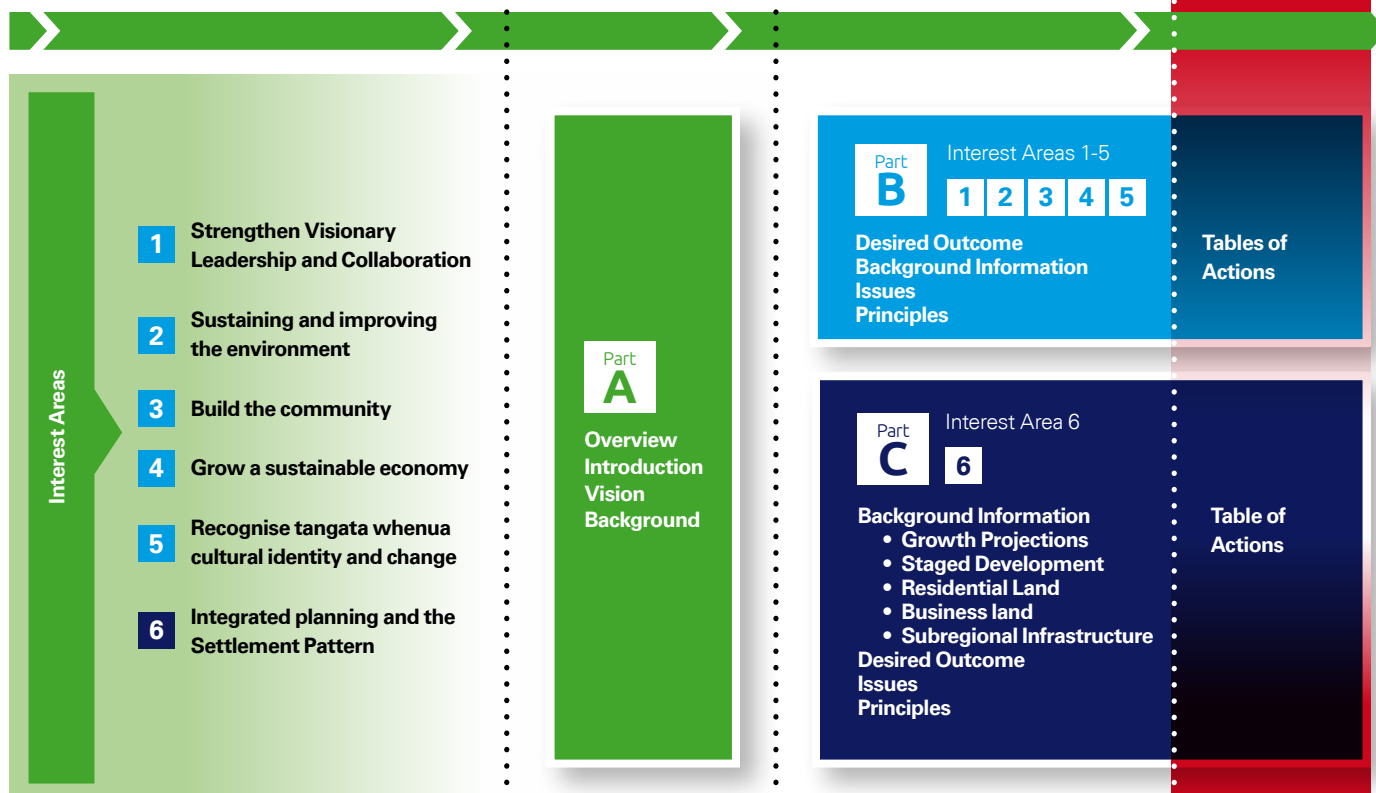 Interest Areas
1
Strengthen Visionary
Leadership and Collaboration
2
Sustaining and improving
the environment
3
Build the community
4
Grow a sustainable economy
5
Recognise tangata whenua
cultural identity and change
6
Integrated planning and the
Settlement Pattern
Part
A
Overview
Introduction
Vision
Background
Part
B
Interest Areas 1-5
1 2 3 4 5
Desired Outcome
Background Information
Issues
Principles
Tables of
Actions
Part
C
Interest Area 6
6
Background Information
• Growth Projections
• Staged Development
• Residential Land
• Business land
• Subregional Infrastructure
Desired Outcome
Issues
Principles
Table of
Actions